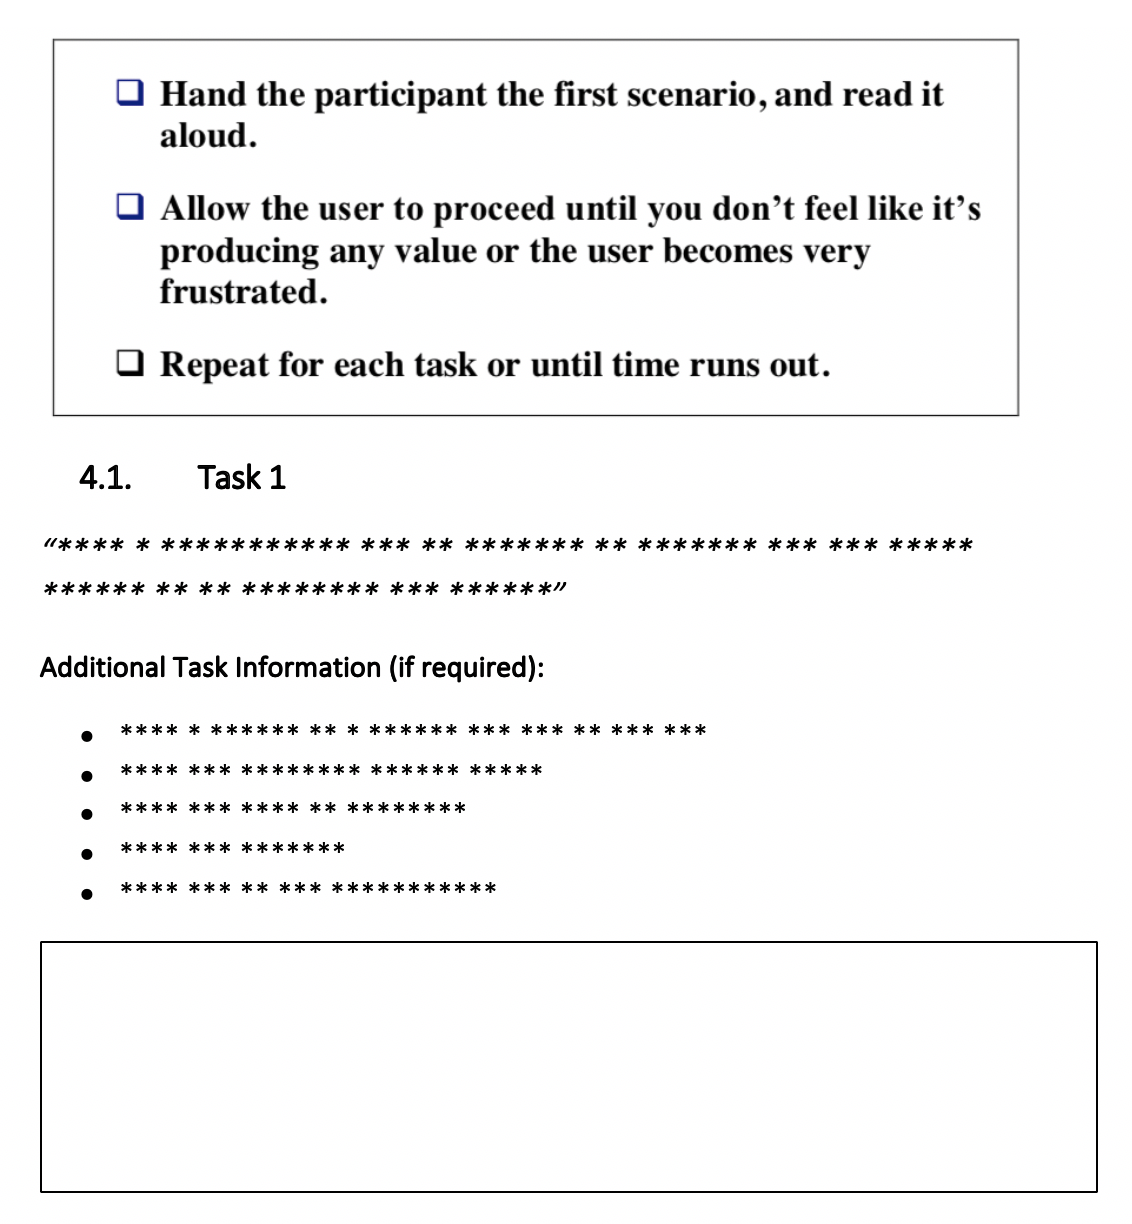 ❑ Hand the participant the first scenario, and read it
aloud.
❑ Allow the user to proceed until you don’t feel like it’s
producing any value or the user becomes very
frustrated.
❑ Repeat for each task or until time runs out.
4.1. Task 1
“**** * *********** *** ** ******* ** ******* *** *** *****
****** ** ** ******** *** ******”
Additional Task Information (if required):
● **** * ****** ** * ****** *** *** ** *** ***
● **** *** ******** ****** *****
● **** *** **** ** ********
● **** *** *******
● **** *** ** *** ***********